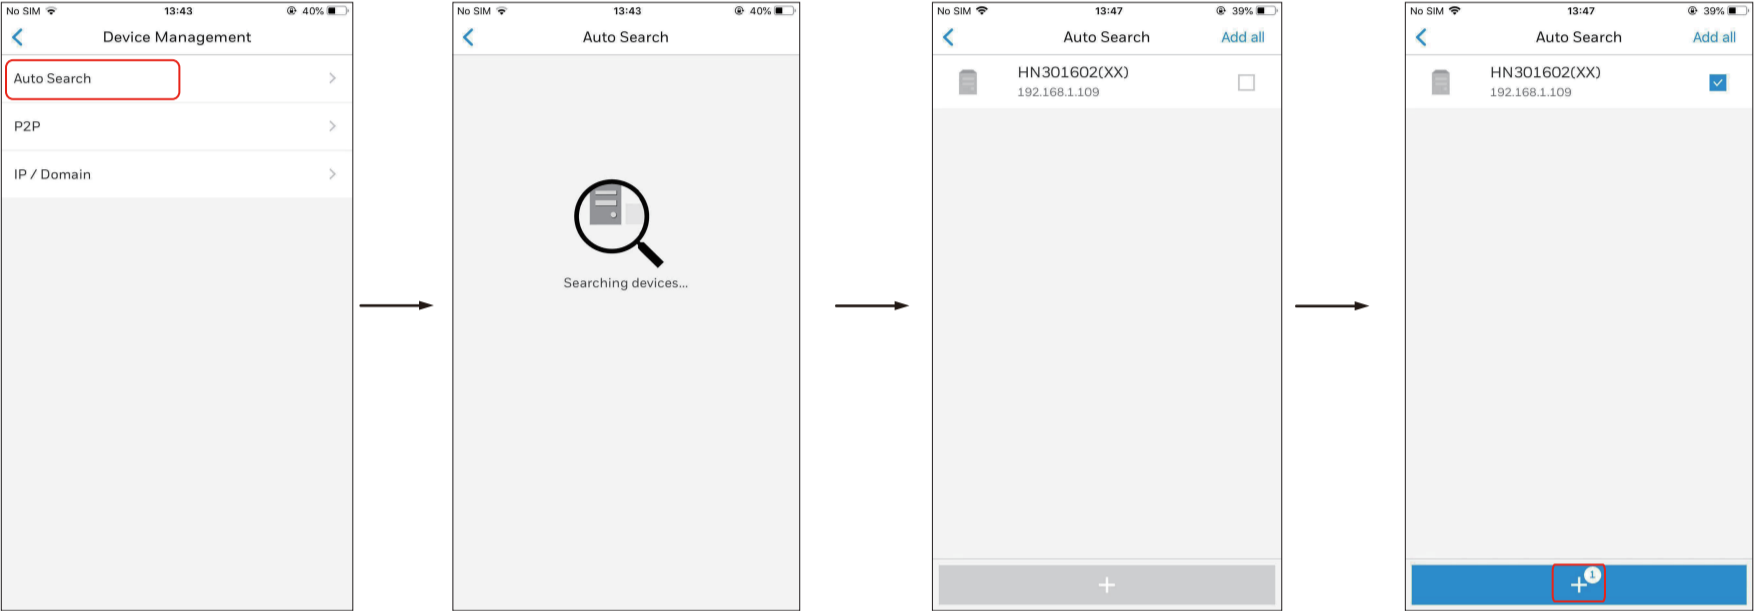 No SIM 13:43 40%
Device Management
Auto Search
P2P
IP / Domain
No SIM 13:43 40%
Auto Search
Searching devices...
No SIM 13:47 39%
Auto Search Add all
HN301602(XX)
192.168.1.109
+
No SIM 13:47 39%
Auto Search Add all
HN301602(XX)
192.168.1.109
+ 1